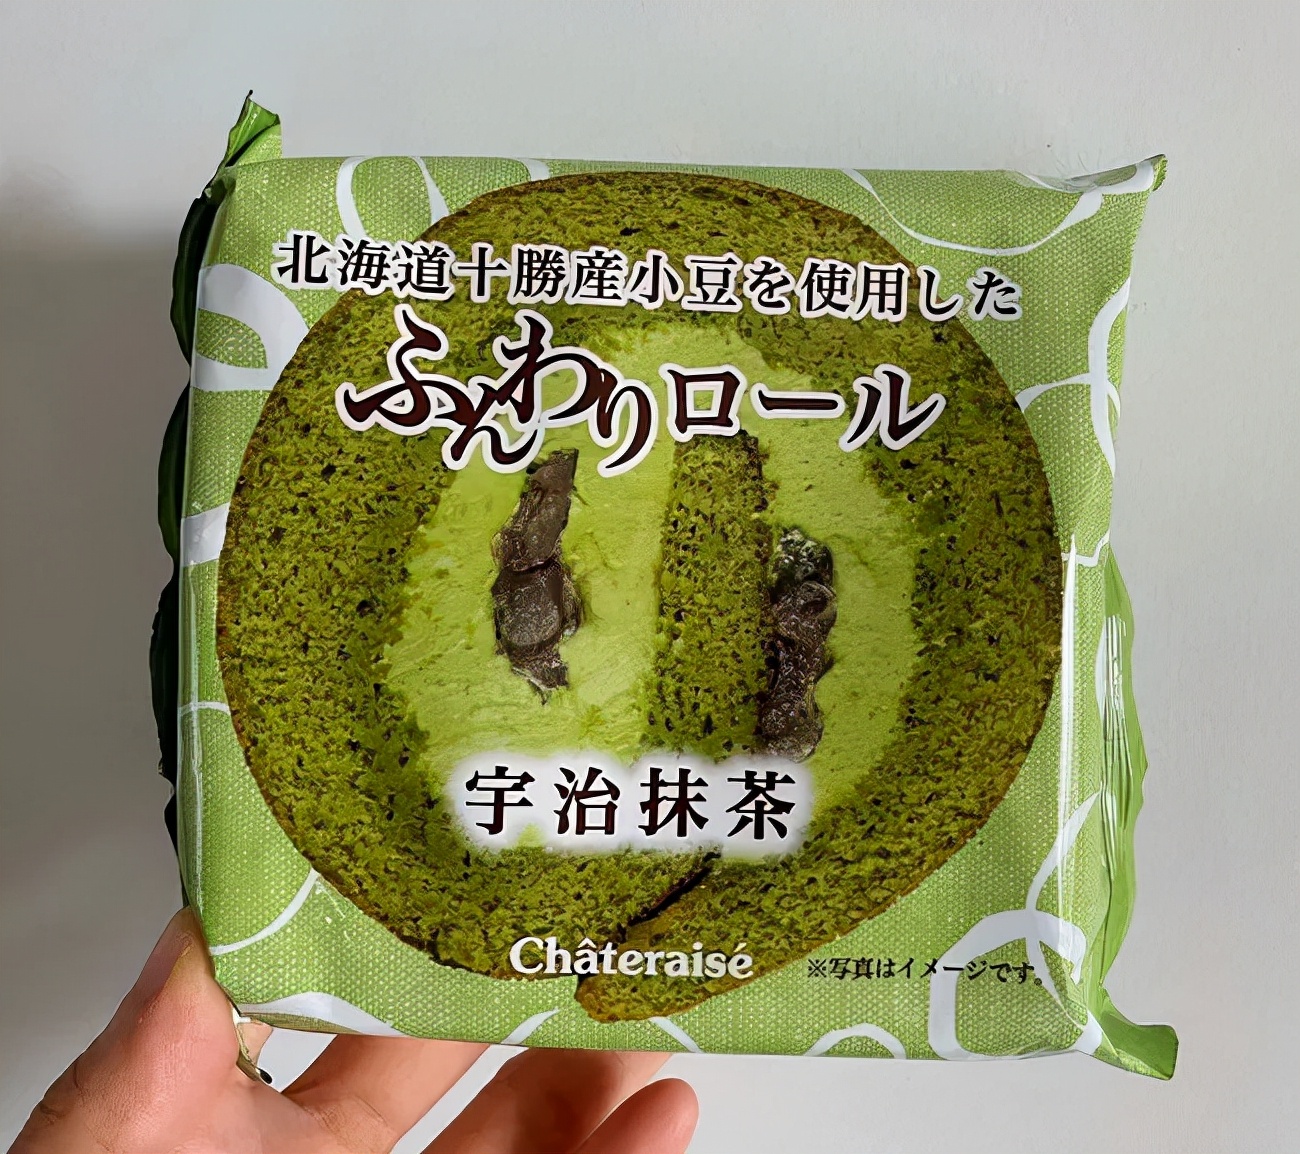 北海道十勝産小豆を使用した
ふんわりロール
宇治抹茶
Châteraisé
※写真はイメージです。